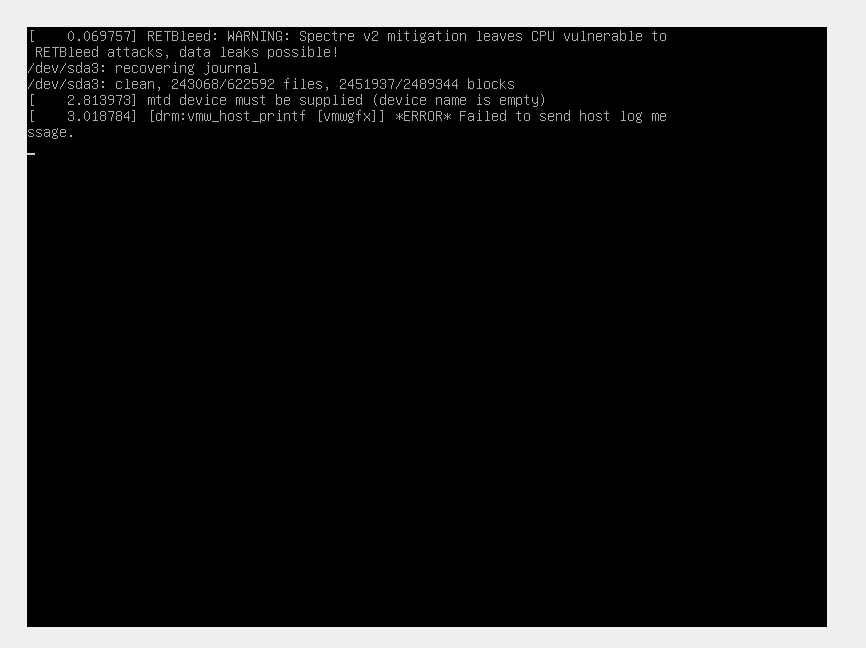 [    0.069757] RETBleed: WARNING: Spectre v2 mitigation leaves CPU vulnerable to
 RETBleed attacks, data leaks possible!
/dev/sda3: recovering journal
/dev/sda3: clean, 243068/622592 files, 2451937/2489344 blocks
[    2.813973] mtd device must be supplied (device name is empty)
[    3.018784] [drm:vmw_host_printf [vmwgfx]] *ERROR* Failed to send host log me
ssage.